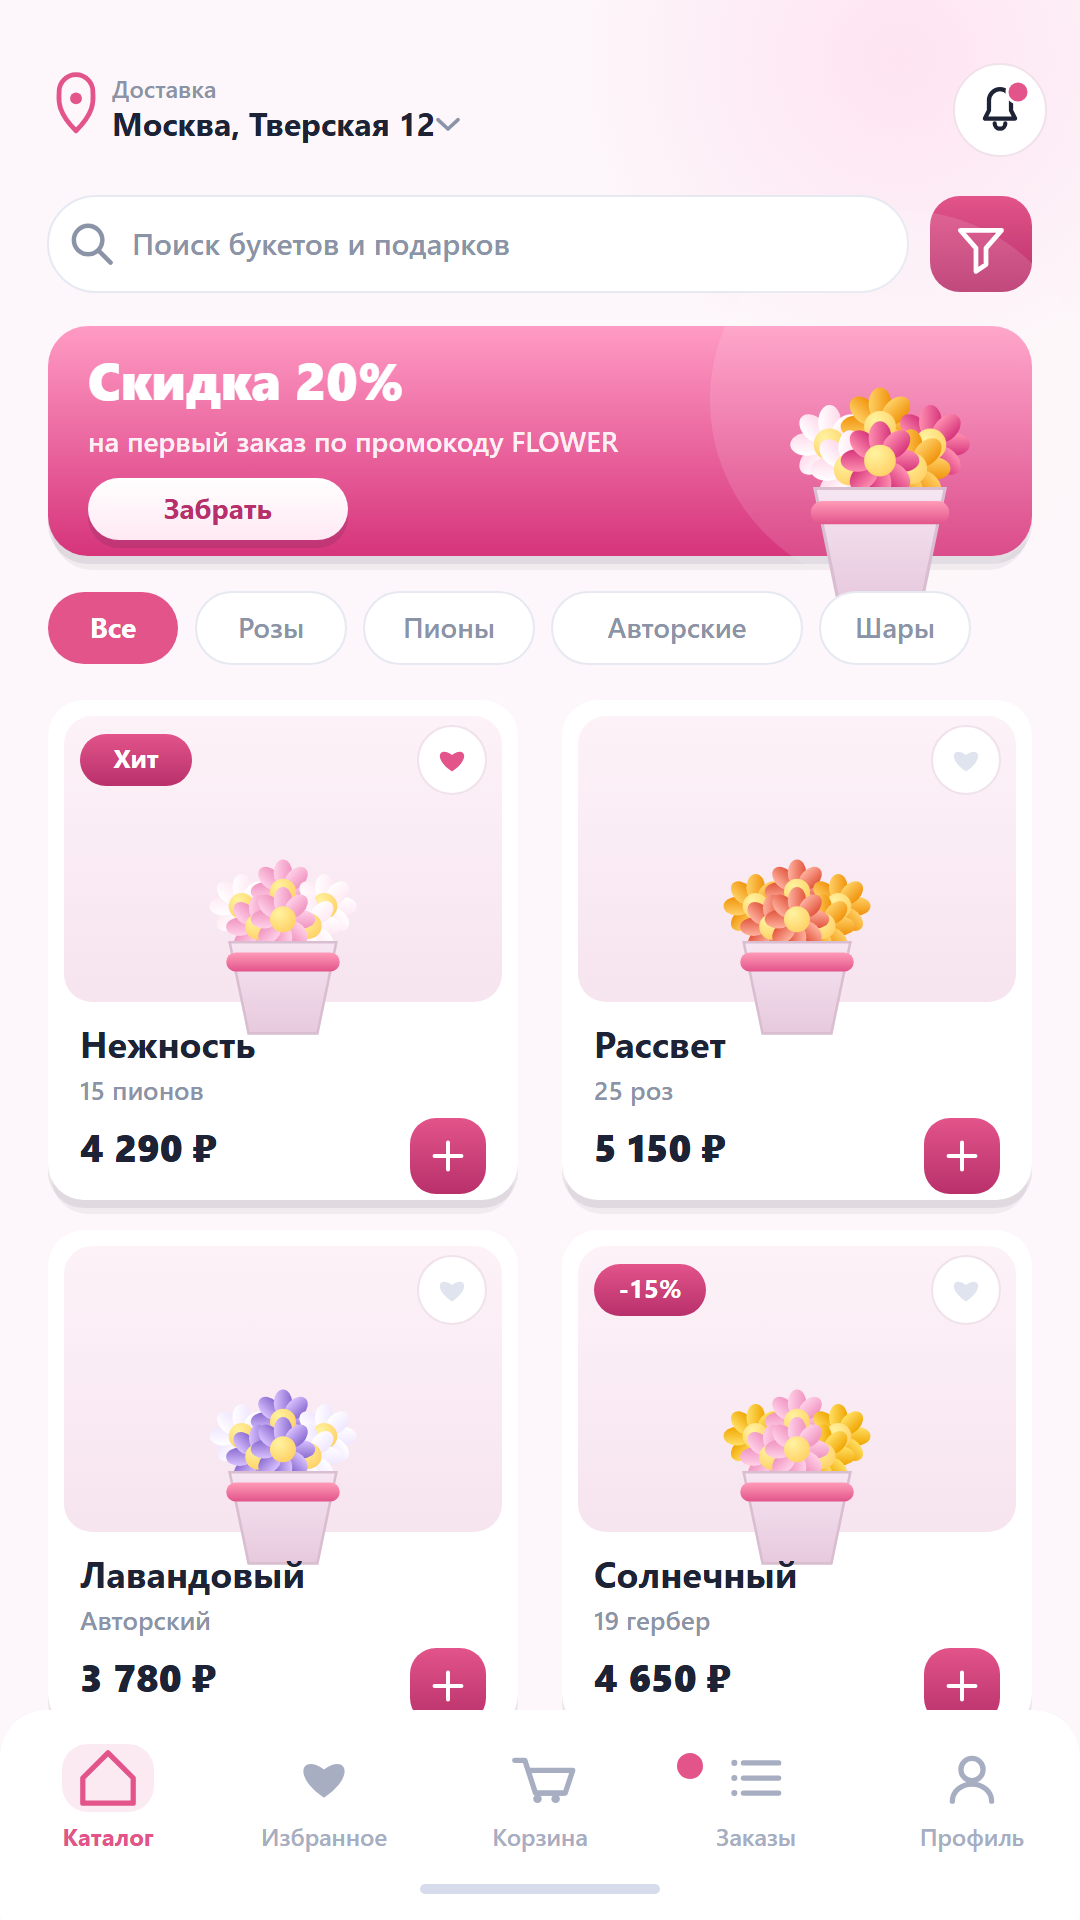 Доставка
Москва, Тверская 12
Поиск букетов и подарков
Скидка 20%
на первый заказ по промокоду FLOWER
Забрать
Все
Розы
Пионы
Авторские
Шары
Хит
Нежность
15 пионов
4 290 ₽
Рассвет
25 роз
5 150 ₽
Лавандовый
Авторский
3 780 ₽
-15%
Солнечный
19 гербер
4 650 ₽
Каталог
Избранное
Корзина
Заказы
Профиль